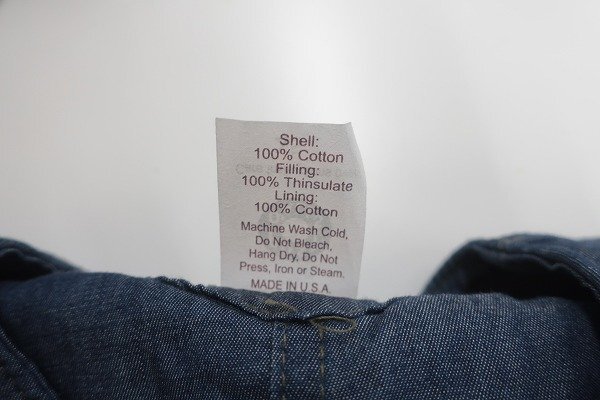 Shell:
100% Cotton
Filling:
100% Thinsulate
Lining:
100% Cotton
Machine Wash Cold,
Do Not Bleach,
Hang Dry, Do Not
Press, Iron or Steam.
MADE IN U.S.A.